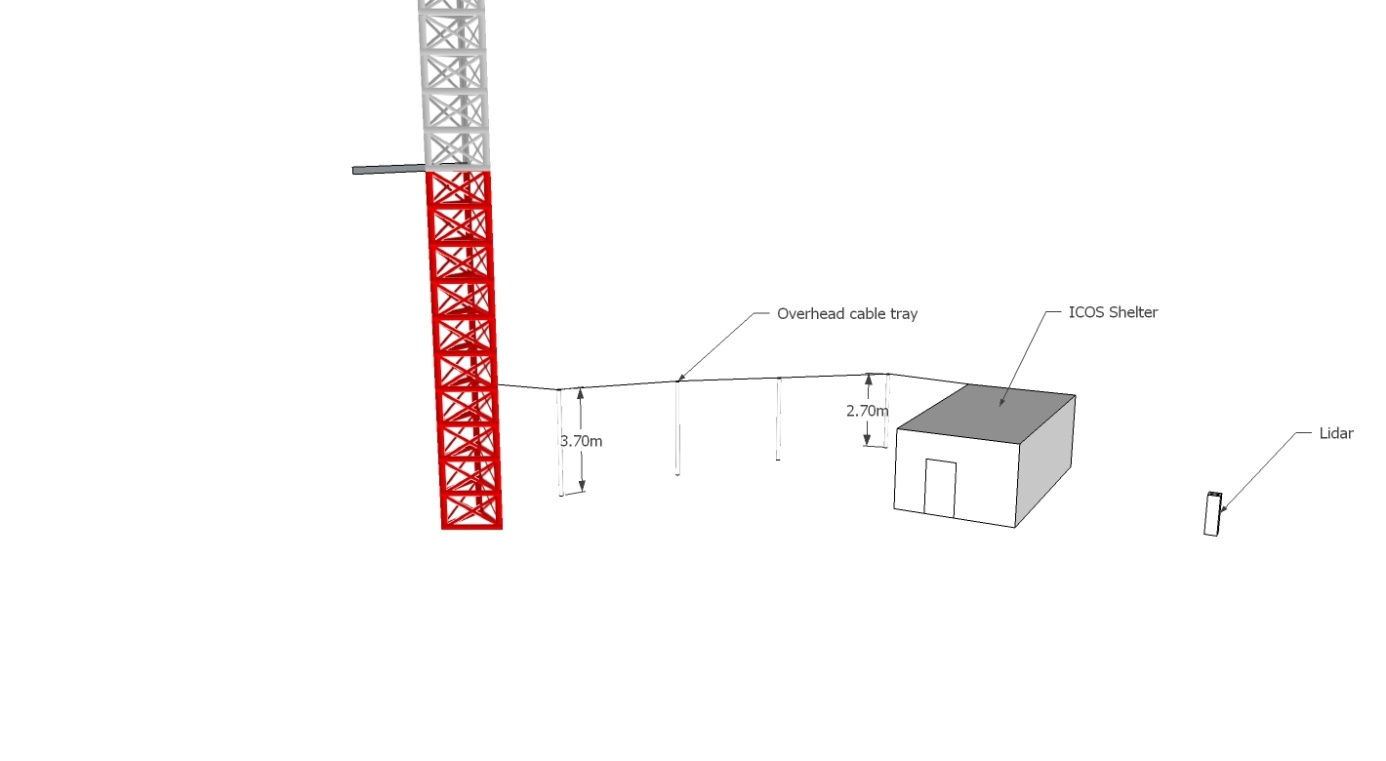 Overhead cable tray
ICOS Shelter
2.70m
3.70m
Lidar